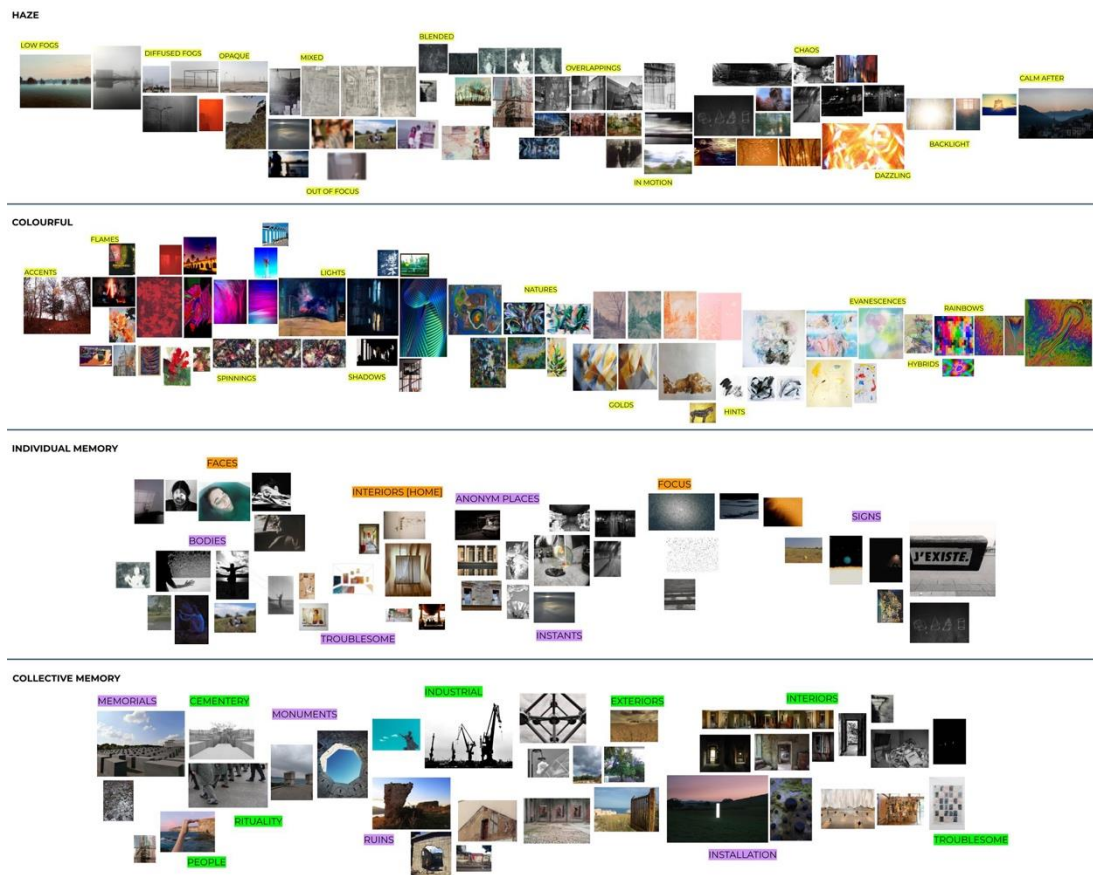 HAZE
LOW FOGS
DIFFUSED FOGS
OPAQUE
MIXED
BLENDED
OVERLAPPINGS
CHAOS
CALM AFTER
BACKLIGHT
DAZZLING
IN MOTION
OUT OF FOCUS
COLOURFUL
FLAMES
ACCENTS
LIGHTS
NATURES
EVANESCENCES
RAINBOWS
HYBRIDS
SPINNINGS
SHADOWS
GOLDS
HINTS
INDIVIDUAL MEMORY
FACES
INTERIORS [HOME]
ANONYM PLACES
FOCUS
SIGNS
BODIES
J'EXISTE.
TROUBLESOME
INSTANTS
COLLECTIVE MEMORY
MEMORIALS
CEMENTERY
MONUMENTS
INDUSTRIAL
EXTERIORS
INTERIORS
RITUALITY
RUINS
PEOPLE
INSTALLATION
TROUBLESOME